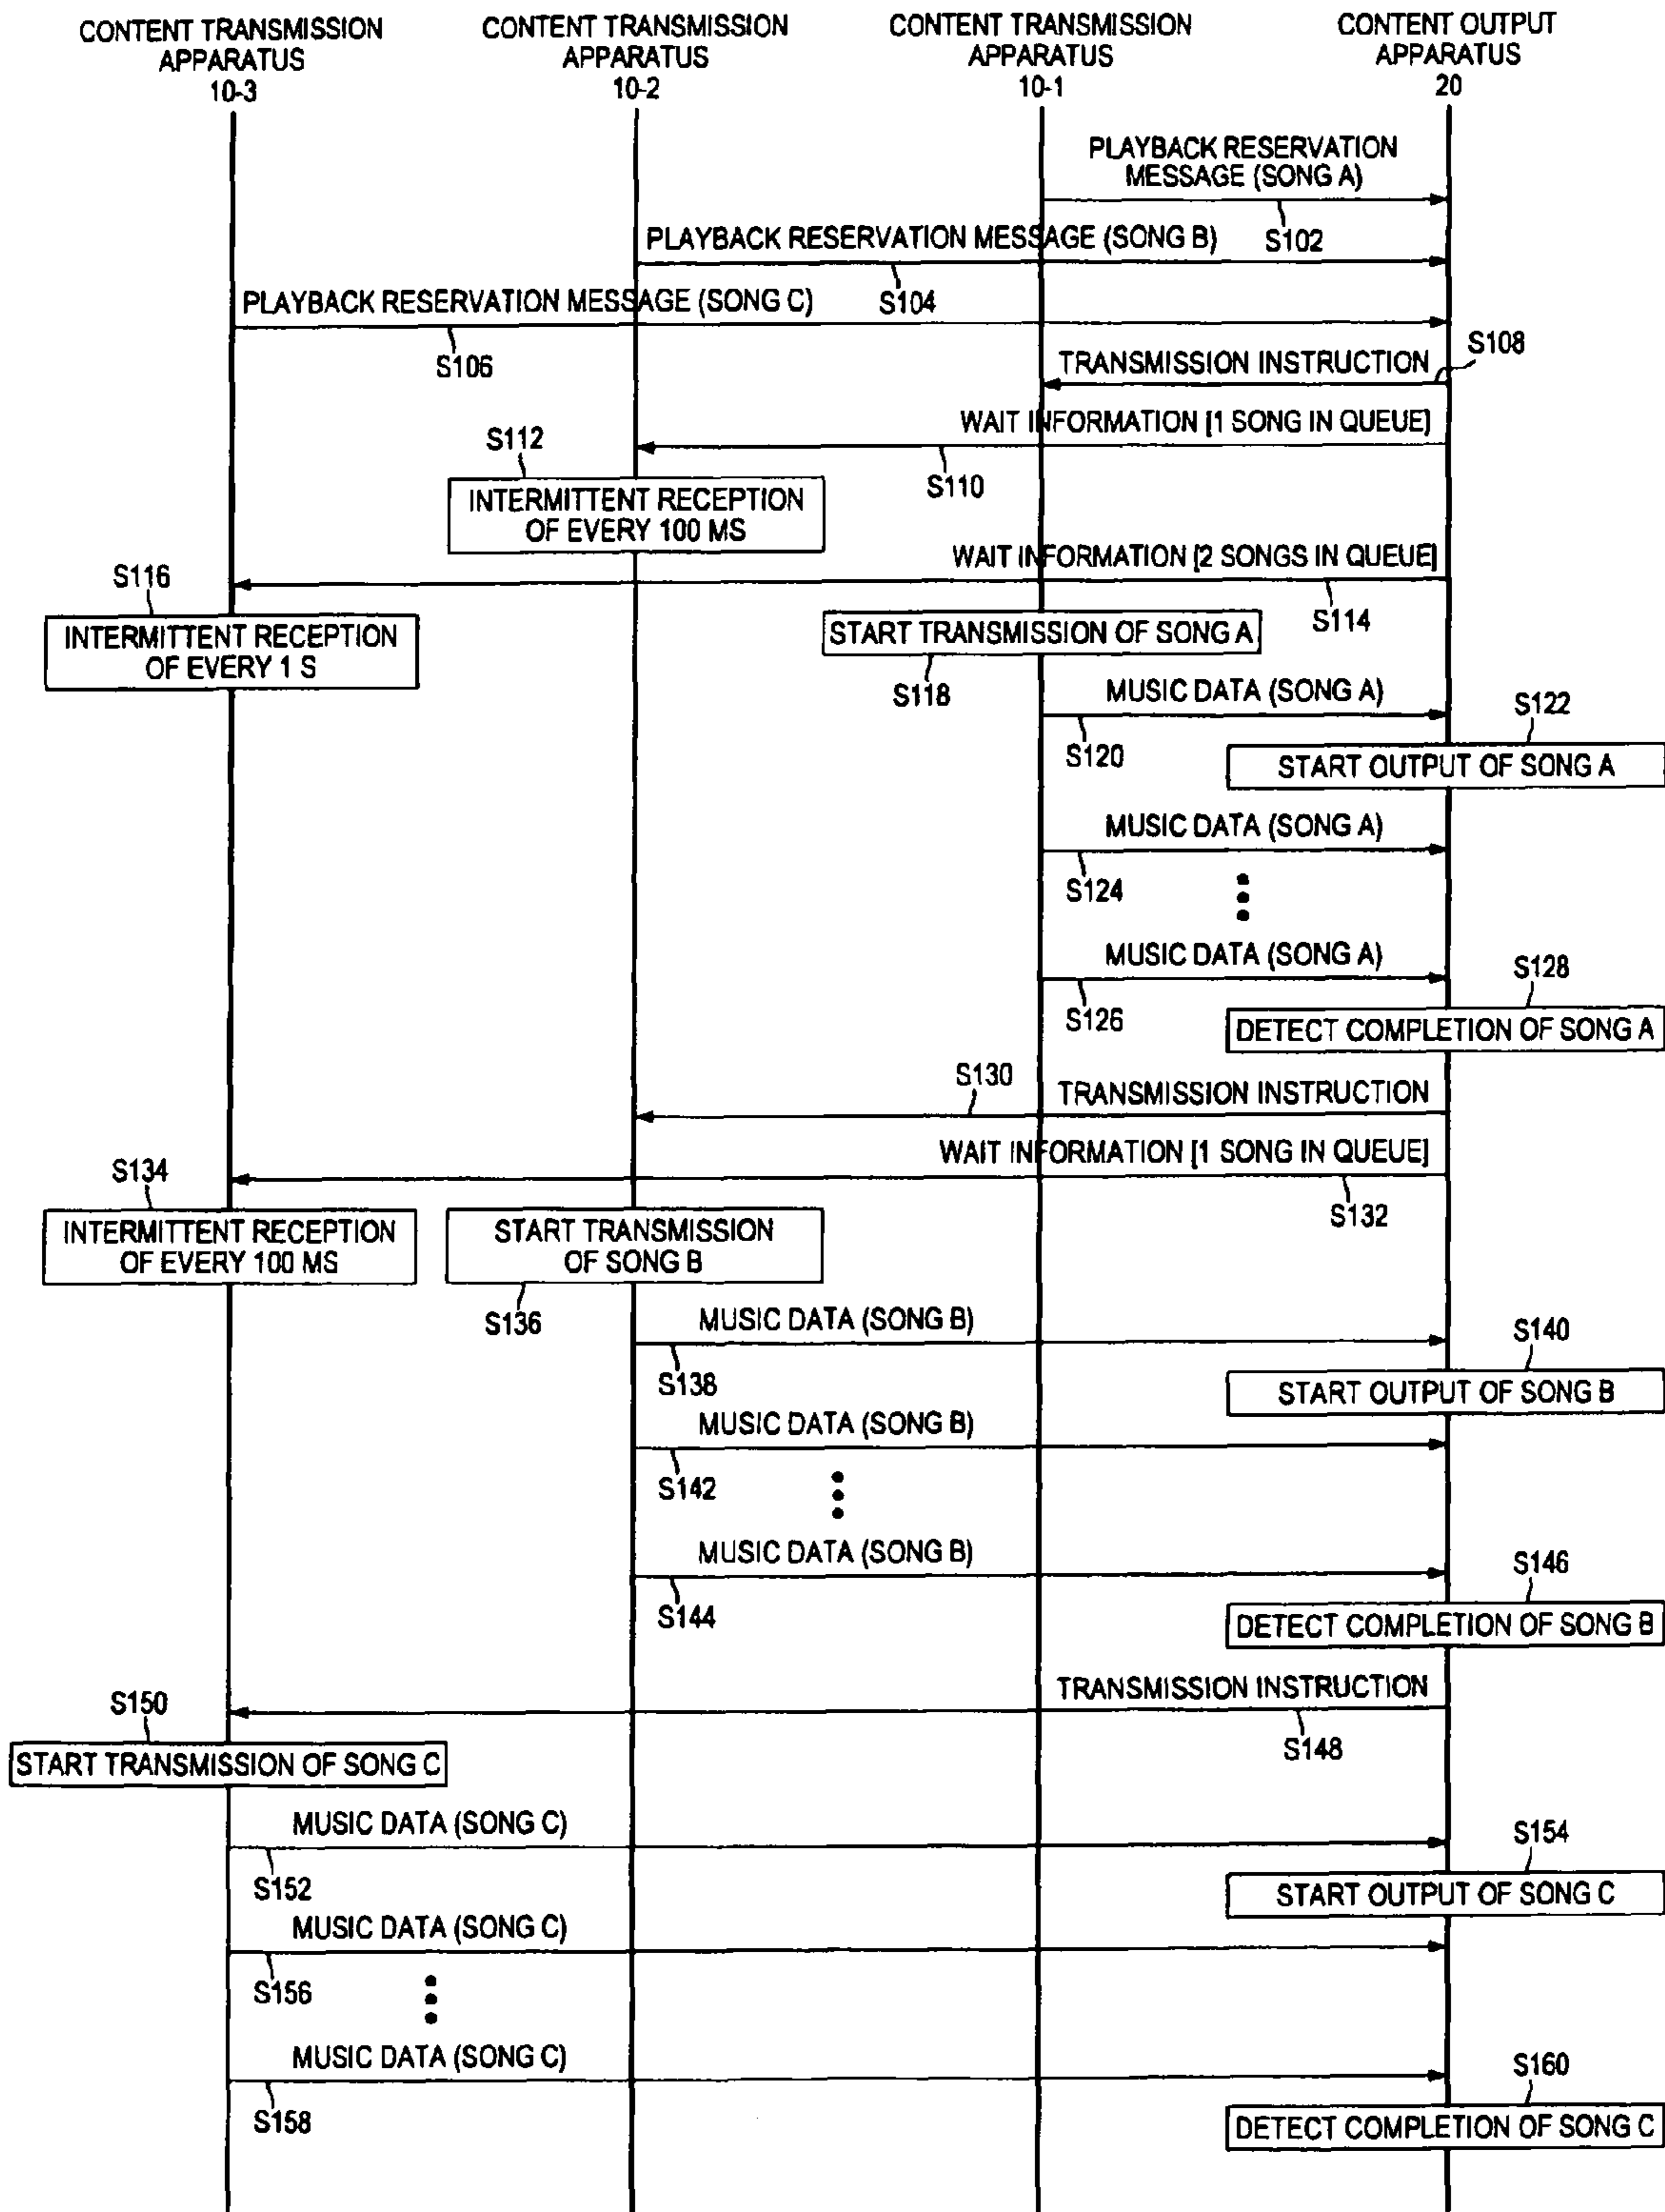 CONTENT TRANSMISSION
APPARATUS
10-3
CONTENT TRANSMISSION
APPARATUS
10-2
CONTENT TRANSMISSION
APPARATUS
10-1
CONTENT OUTPUT
APPARATUS
20
PLAYBACK RESERVATION
MESSAGE (SONG A)
S102
PLAYBACK RESERVATION MESSAGE (SONG B)
S104
PLAYBACK RESERVATION MESSAGE (SONG C)
S106
TRANSMISSION INSTRUCTION
S108
WAIT INFORMATION [1 SONG IN QUEUE]
S110
S112
INTERMITTENT RECEPTION
OF EVERY 100 MS
WAIT INFORMATION [2 SONGS IN QUEUE]
S114
S116
INTERMITTENT RECEPTION
OF EVERY 1 S
START TRANSMISSION OF SONG A
S118
MUSIC DATA (SONG A)
S120
S122
START OUTPUT OF SONG A
MUSIC DATA (SONG A)
S124
MUSIC DATA (SONG A)
S126
S128
DETECT COMPLETION OF SONG A
S130
TRANSMISSION INSTRUCTION
WAIT INFORMATION [1 SONG IN QUEUE]
S132
S134
INTERMITTENT RECEPTION
OF EVERY 100 MS
START TRANSMISSION
OF SONG B
S136
MUSIC DATA (SONG B)
S138
S140
START OUTPUT OF SONG B
MUSIC DATA (SONG B)
S142
MUSIC DATA (SONG B)
S144
S146
DETECT COMPLETION OF SONG B
TRANSMISSION INSTRUCTION
S148
S150
START TRANSMISSION OF SONG C
MUSIC DATA (SONG C)
S152
S154
START OUTPUT OF SONG C
MUSIC DATA (SONG C)
S156
MUSIC DATA (SONG C)
S158
S160
DETECT COMPLETION OF SONG C